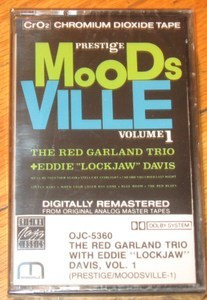 CrO2 CHROMIUM DIOXIDE TAPE
PRESTIGE
MOODS
VILLE
VOLUME 1
THE RED GARLAND TRIO
+EDDIE "LOCKJAW" DAVIS
DIGITALLY REMASTERED
FROM ORIGINAL ANALOG MASTER TAPES
DOLBY SYSTEM
OJC-5360
THE RED GARLAND TRIO
WITH EDDIE "LOCKJAW"
DAVIS, VOL. 1
(PRESTIGE/MOODSVILLE-1)